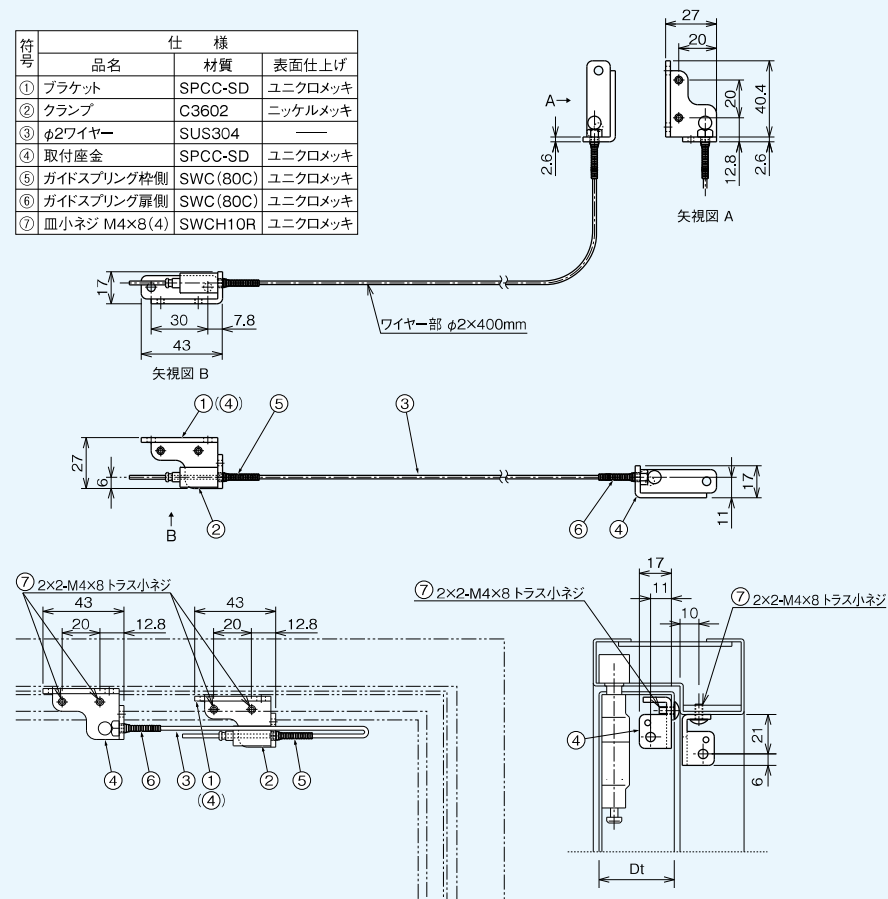 符号 仕 様
品名 材質 表面仕上げ
① ブラケット SPCC-SD ユニクロメッキ
② クランプ C3602 ニッケルメッキ
③ φ2ワイヤー SUS304 ——
④ 取付座金 SPCC-SD ユニクロメッキ
⑤ ガイドスプリング枠側 SWC(80C) ユニクロメッキ
⑥ ガイドスプリング扉側 SWC(80C) ユニクロメッキ
⑦ 皿小ネジ M4×8(4) SWCH10R ユニクロメッキ
A→
2.6
27
20
20
40.4
12.8
2.6
矢視図 A
17
30
7.8
43
矢視図 B
ワイヤー部 φ2×400mm
①(④)
⑤
③
27
6
B
②
⑥
④
17
11
⑦ 2×2-M4×8 トラス小ネジ
43
20
12.8
43
20
12.8
④
⑥
③
①
(④)
②
⑤
17
⑦ 2×2-M4×8 トラス小ネジ
11
10
⑦ 2×2-M4×8 トラス小ネジ
④
21
6
Dt